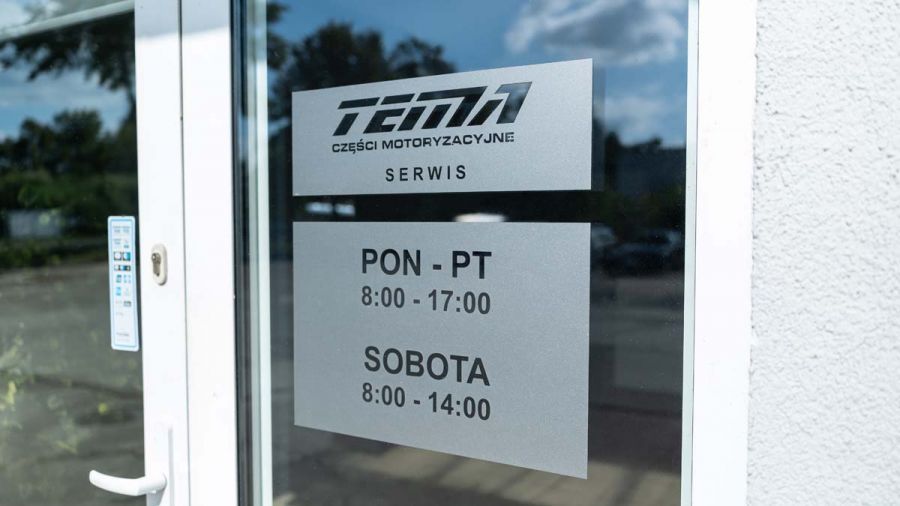 TEMA
CZĘŚCI MOTORYZACYJNE
SERWIS
PON - PT
8:00 - 17:00
SOBOTA
8:00 - 14:00